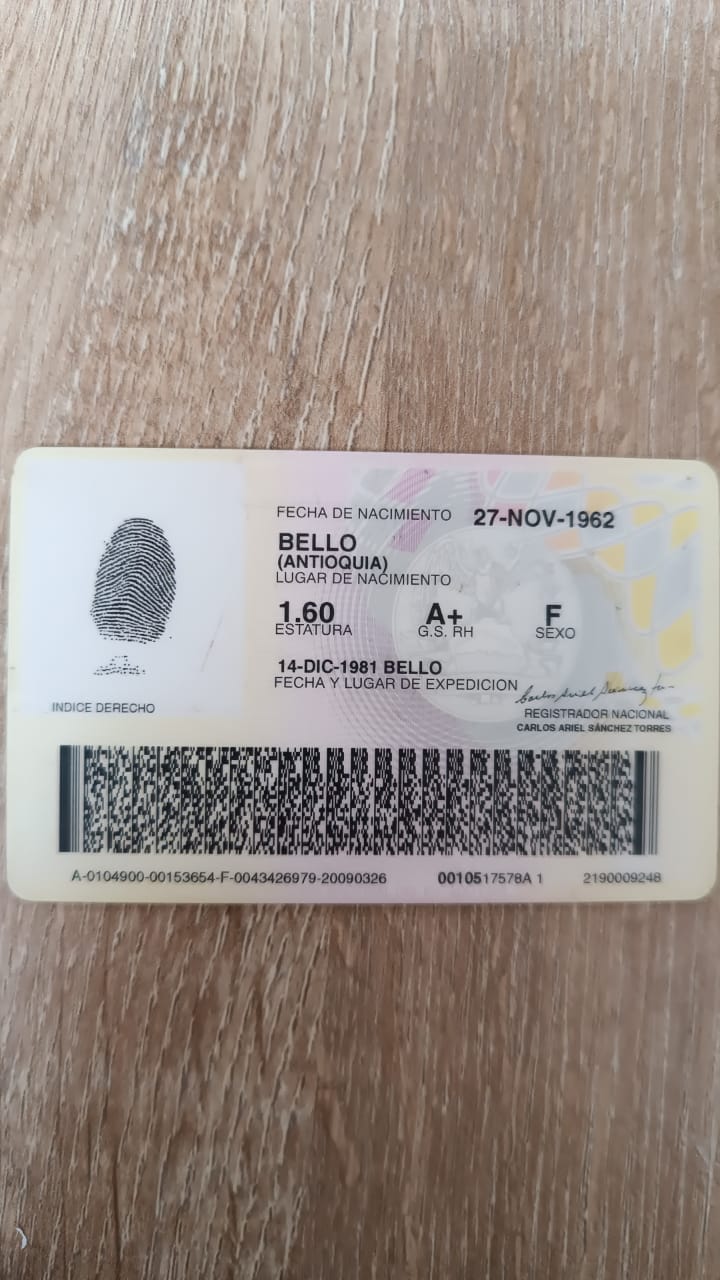 FECHA DE NACIMIENTO 27-NOV-1962
BELLO
(ANTIOQUIA)
LUGAR DE NACIMIENTO
1.60 A+ F
ESTATURA G.S. RH SEXO
14-DIC-1981 BELLO
FECHA Y LUGAR DE EXPEDICION
INDICE DERECHO
REGISTRADOR NACIONAL
CARLOS ARIEL SÁNCHEZ TORRES
A-0104900-00153654-F-0043426979-20090326 0010517578A 1 2190009248